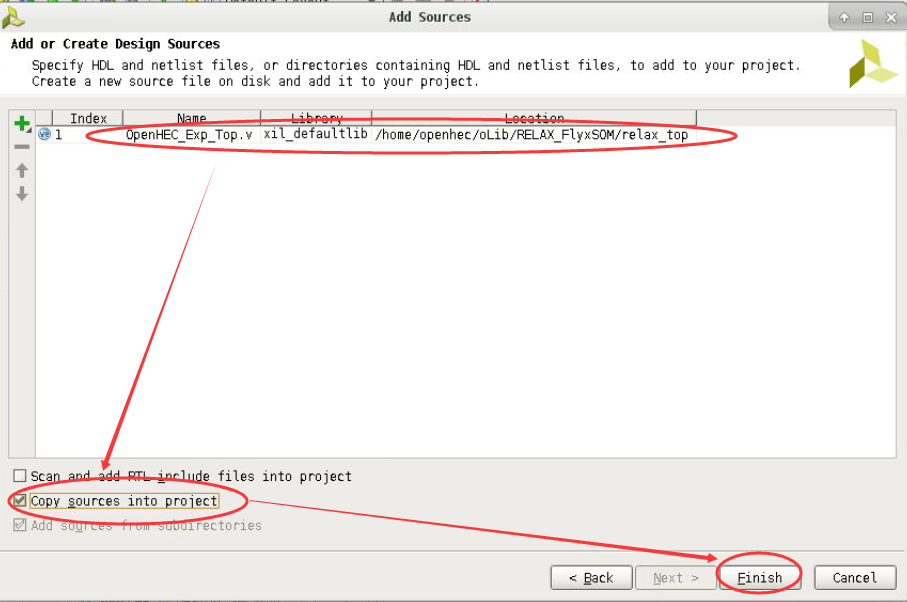 Add Sources
Add or Create Design Sources
Specify HDL and netlist files, or directories containing HDL and netlist files, to add to your project.
Create a new source file on disk and add it to your project.
Index Name Library Location
1 OpenHEC_Exp_Top.v xil_defaultlib /home/openhec/oLib/RELAX_FlyxSOM/relax_top
Scan and add RTL include files into project
Copy sources into project
Add sources from subdirectories
< Back Next > Finish Cancel